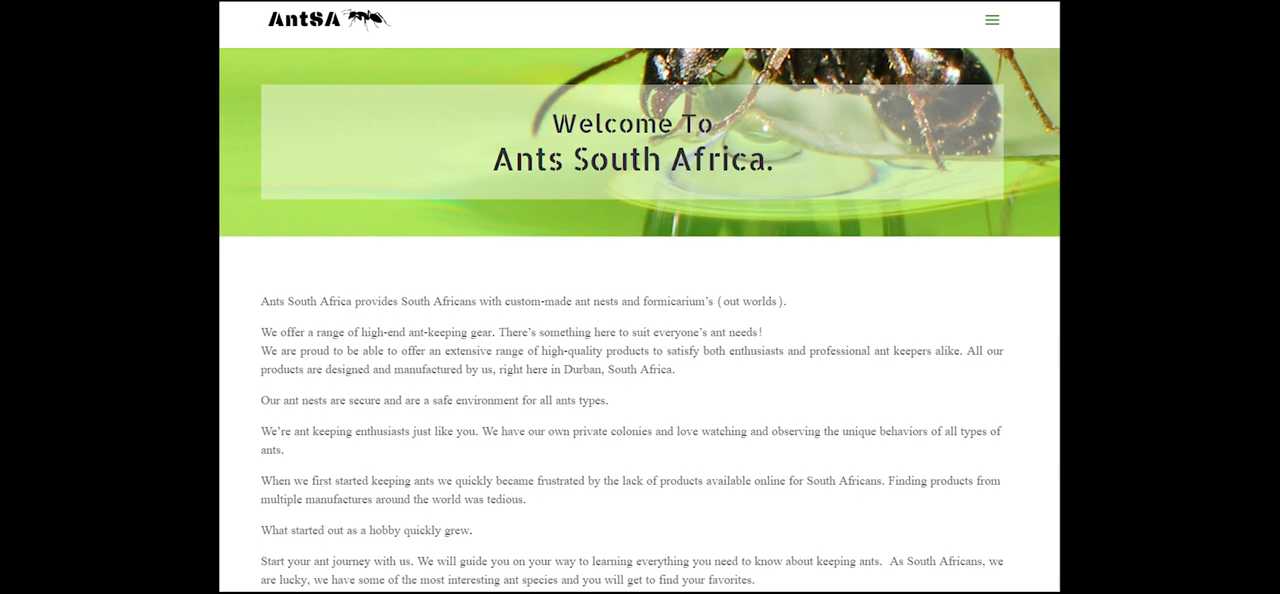 AntSA
Welcome To
Ants South Africa.
Ants South Africa provides South Africans with custom-made ant nests and formicarium's (out worlds).
We offer a range of high-end ant-keeping gear. There's something here to suit everyone's ant needs!
We are proud to be able to offer an extensive range of high-quality products to satisfy both enthusiasts and professional ant keepers alike. All our
products are designed and manufactured by us, right here in Durban, South Africa.
Our ant nests are secure and are a safe environment for all ants types.
We're ant keeping enthusiasts just like you. We have our own private colonies and love watching and observing the unique behaviors of all types of
ants.
When we first started keeping ants we quickly became frustrated by the lack of products available online for South Africans. Finding products from
multiple manufactures around the world was tedious.
What started out as a hobby quickly grew.
Start your ant journey with us. We will guide you on your way to learning everything you need to know about keeping ants. As South Africans, we
are lucky, we have some of the most interesting ant species and you will get to find your favorites.